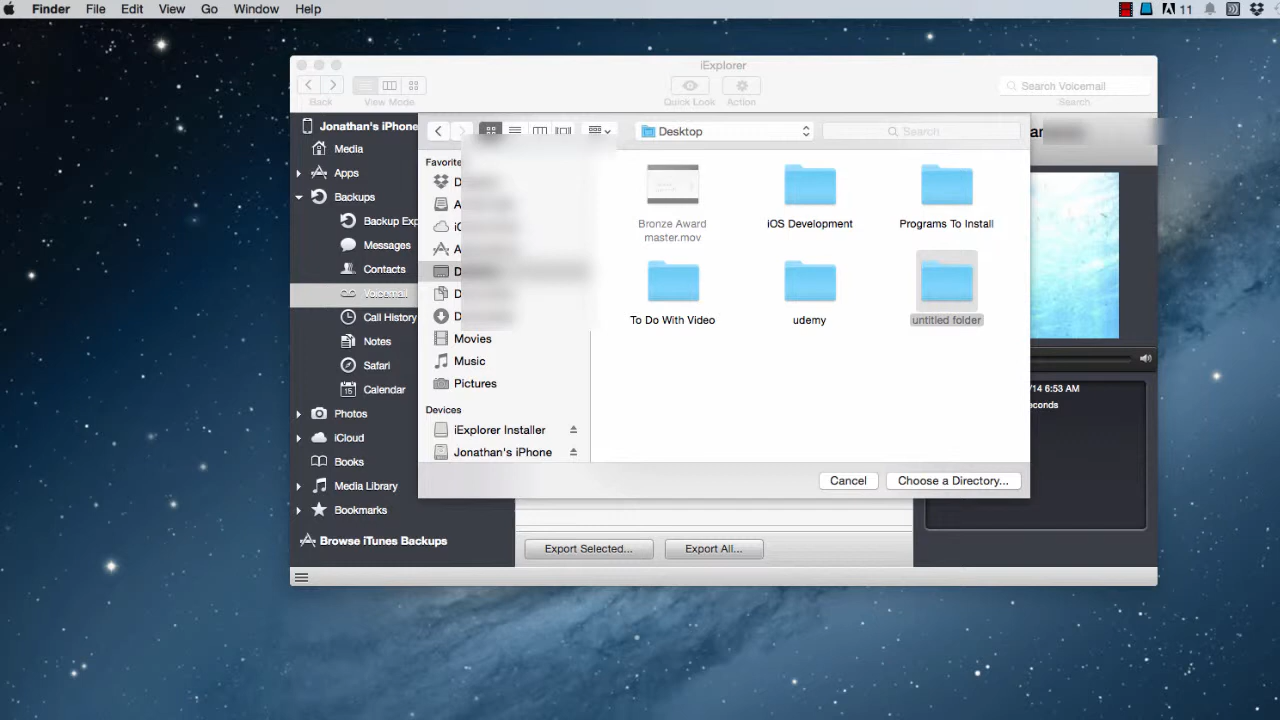 Finder File Edit View Go Window Help 11
iExplorer
Back View Mode Quick Look Action Search Voicemail
Search
Jonathan's iPhone
Media
Apps
Backups
Backup Exp
Messages
Contacts
Voicemail
Call History
Notes
Safari
Calendar
Photos
iCloud
Books
Media Library
Bookmarks
Browse iTunes Backups
Desktop
Search
Favorite
D
A
iC
A
D
D
D
Movies
Music
Pictures
Devices
iExplorer Installer
Jonathan's iPhone
Bronze Award
master.mov
iOS Development
Programs To Install
To Do With Video
udemy
untitled folder
Cancel
Choose a Directory...
/14 6:53 AM
econds
Export Selected...
Export All...